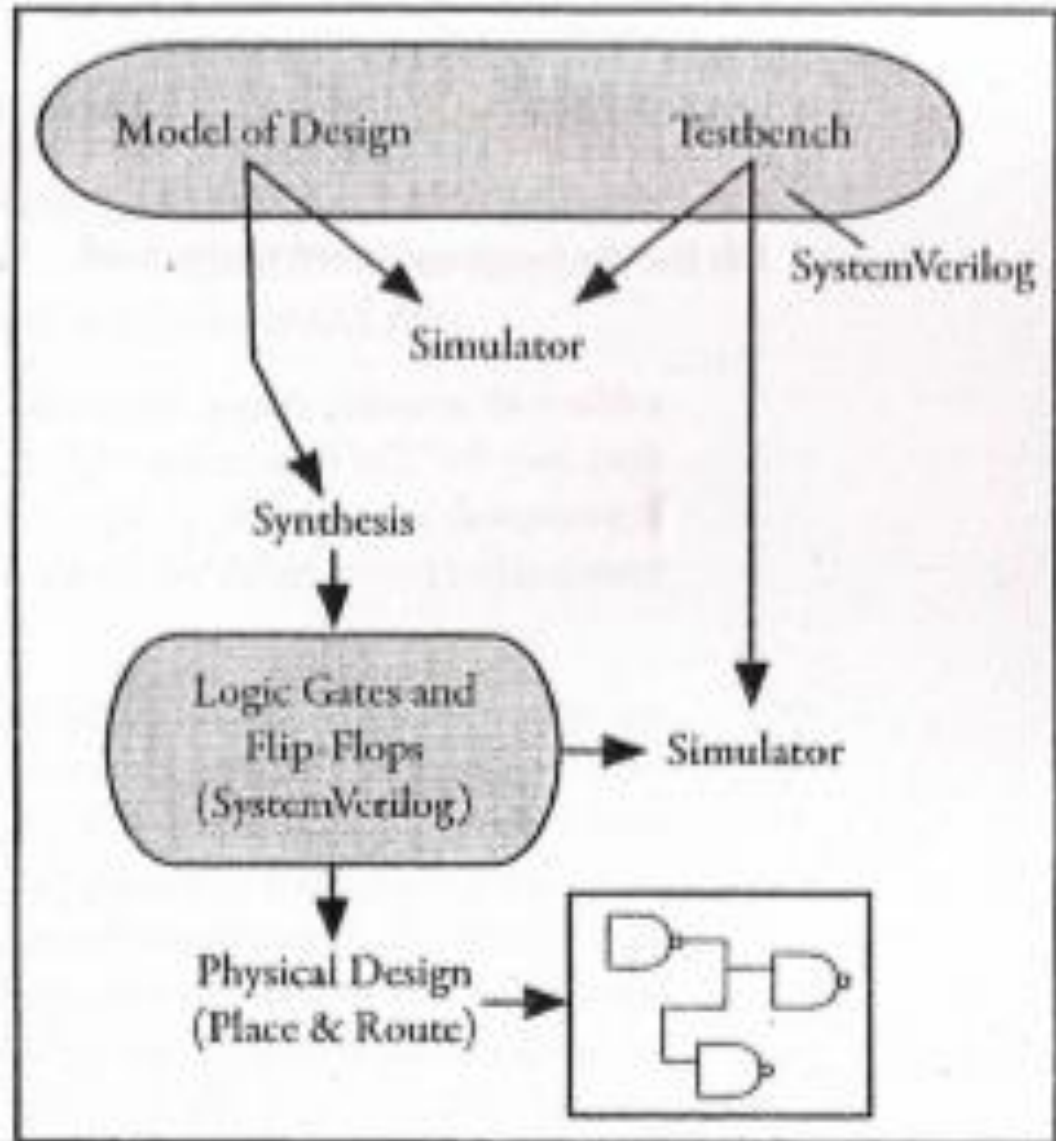 Model of Design
Testbench
SystemVerilog
Simulator
Synthesis
Logic Gates and
Flip-Flops
(SystemVerilog)
Simulator
Physical Design
(Place & Route)